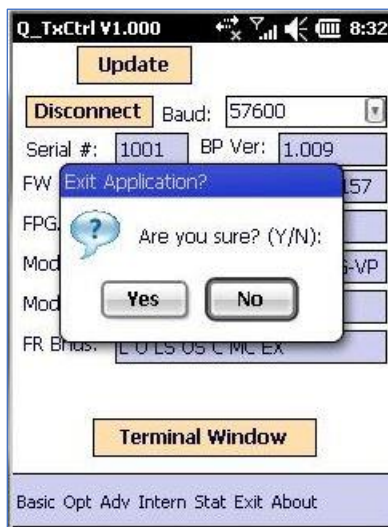 Q_TxCtrl V1.000 8:32
Update
Disconnect Baud: 57600
Serial #: 1001 BP Ver: 1.009
FW 157
Exit Application?
FPG
Are you sure? (Y/N):
Mod G-VP
Yes No
Mod
FR Bnds: L U LS US C MC EX
Terminal Window
Basic Opt Adv Intern Stat Exit About